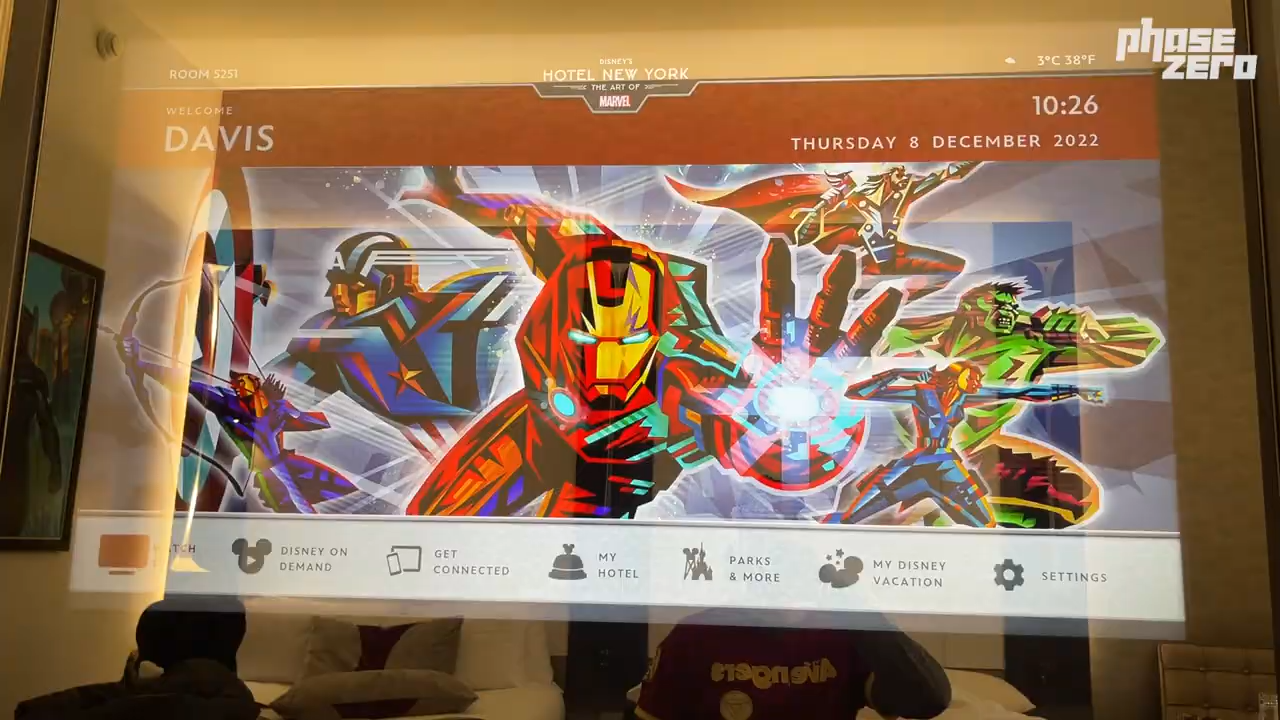 phase
zero
ROOM 5251
DISNEY'S
HOTEL NEW YORK
THE ART OF
MARVEL
3°C 38°F
WELCOME
DAVIS
10:26
THURSDAY 8 DECEMBER 2022
DISNEY ON
DEMAND
GET
CONNECTED
MY
HOTEL
PARKS
& MORE
MY DISNEY
VACATION
SETTINGS
Avengers